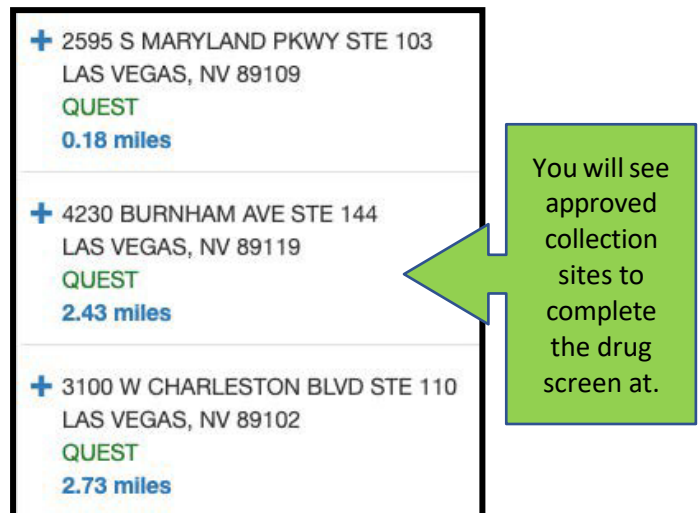 2595 S MARYLAND PKWY STE 103
LAS VEGAS, NV 89109
QUEST
0.18 miles
4230 BURNHAM AVE STE 144
LAS VEGAS, NV 89119
QUEST
2.43 miles
3100 W CHARLESTON BLVD STE 110
LAS VEGAS, NV 89102
QUEST
2.73 miles
You will see
approved
collection
sites to
complete
the drug
screen at.